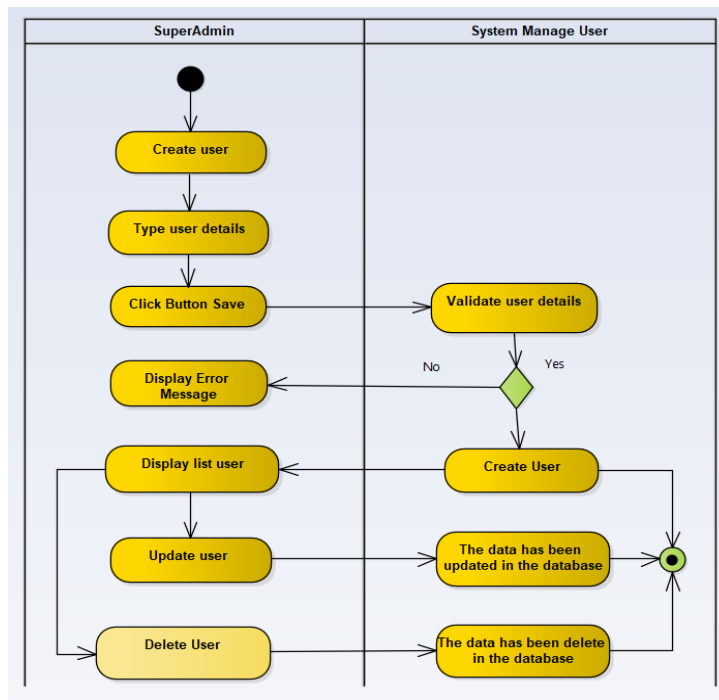 SuperAdmin
System Manage User
Create user
Type user details
Click Button Save
Validate user details
No
Yes
Display Error
Message
Display list user
Create User
Update user
The data has been
updated in the database
Delete User
The data has been delete
in the database